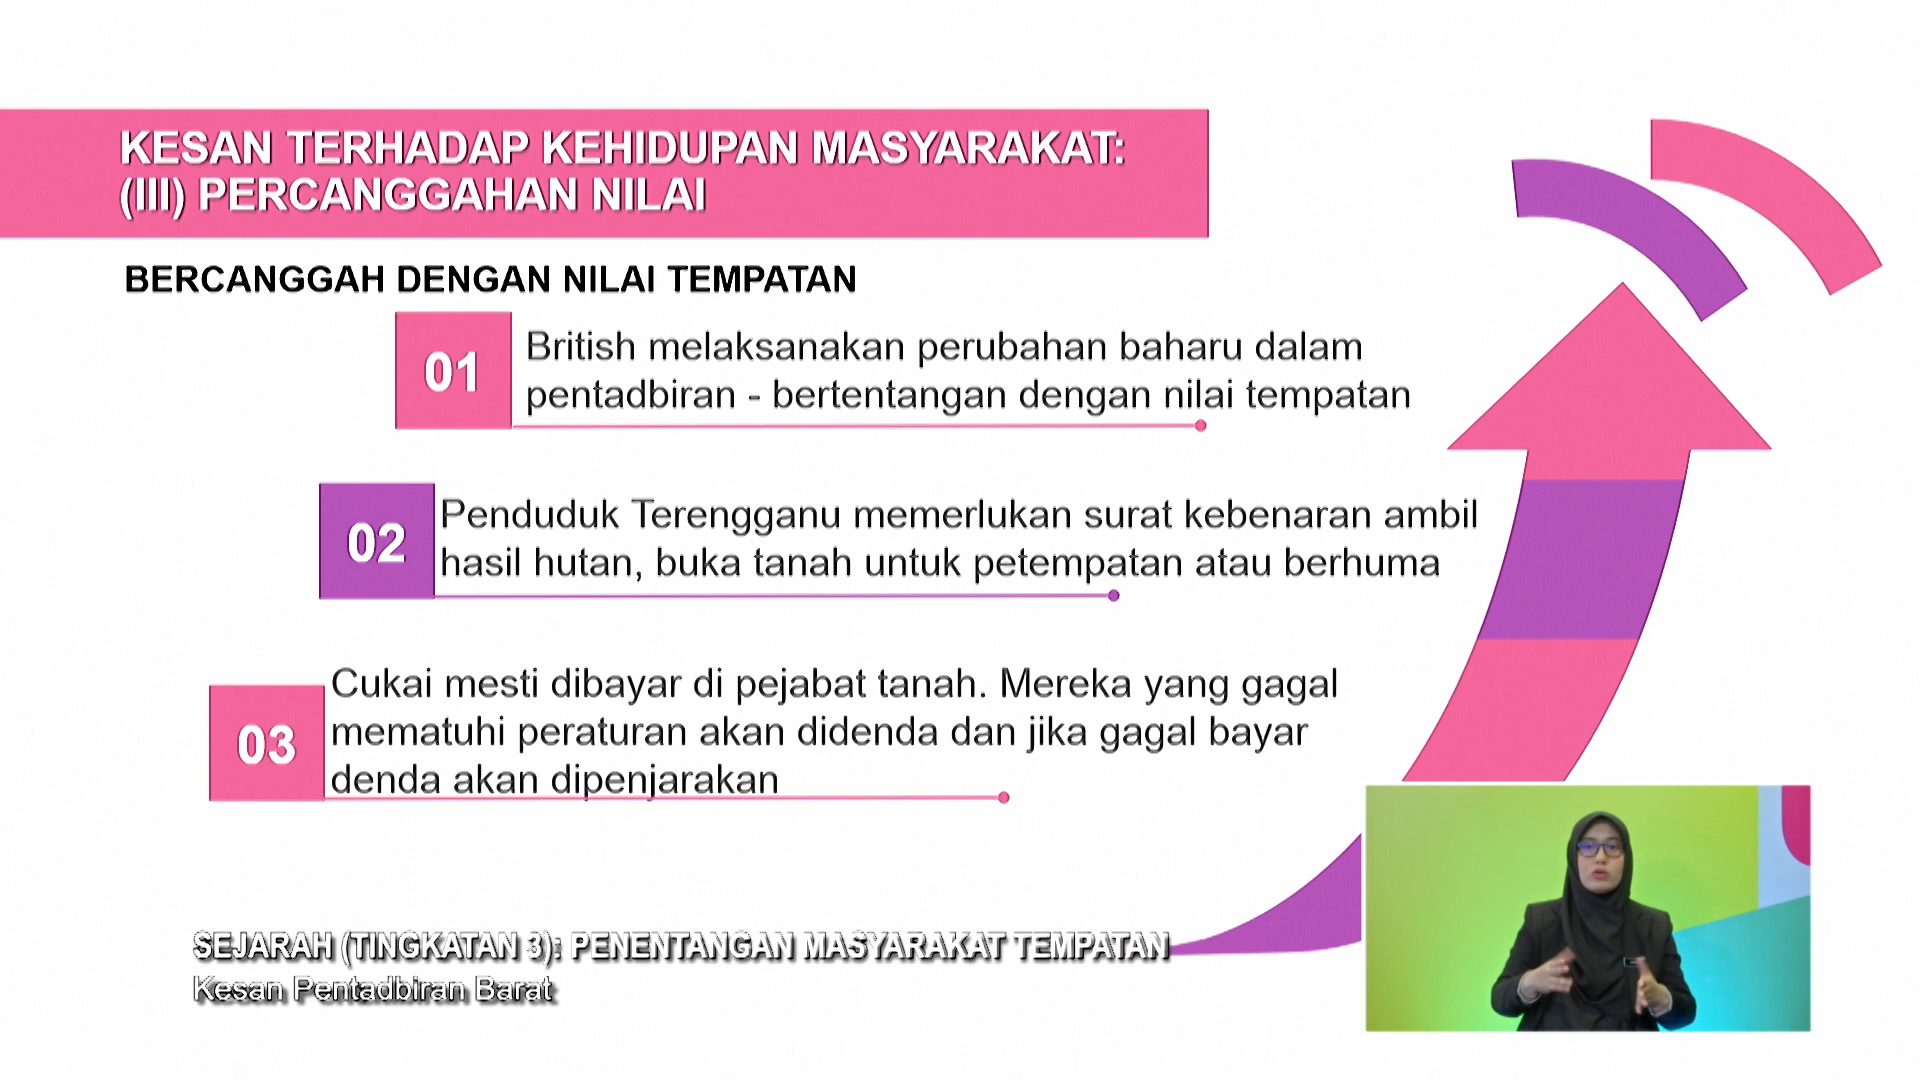 KESAN TERHADAP KEHIDUPAN MASYARAKAT:
(III) PERCANGGAHAN NILAI
BERCANGGAH DENGAN NILAI TEMPATAN
01
British melaksanakan perubahan baharu dalam
pentadbiran - bertentangan dengan nilai tempatan
02
Penduduk Terengganu memerlukan surat kebenaran ambil
hasil hutan, buka tanah untuk petempatan atau berhuma
03
Cukai mesti dibayar di pejabat tanah. Mereka yang gagal
mematuhi peraturan akan didenda dan jika gagal bayar
denda akan dipenjarakan
SEJARAH (TINGKATAN 3): PENENTANGAN MASYARAKAT TEMPATAN
Kesan Pentadbiran Barat